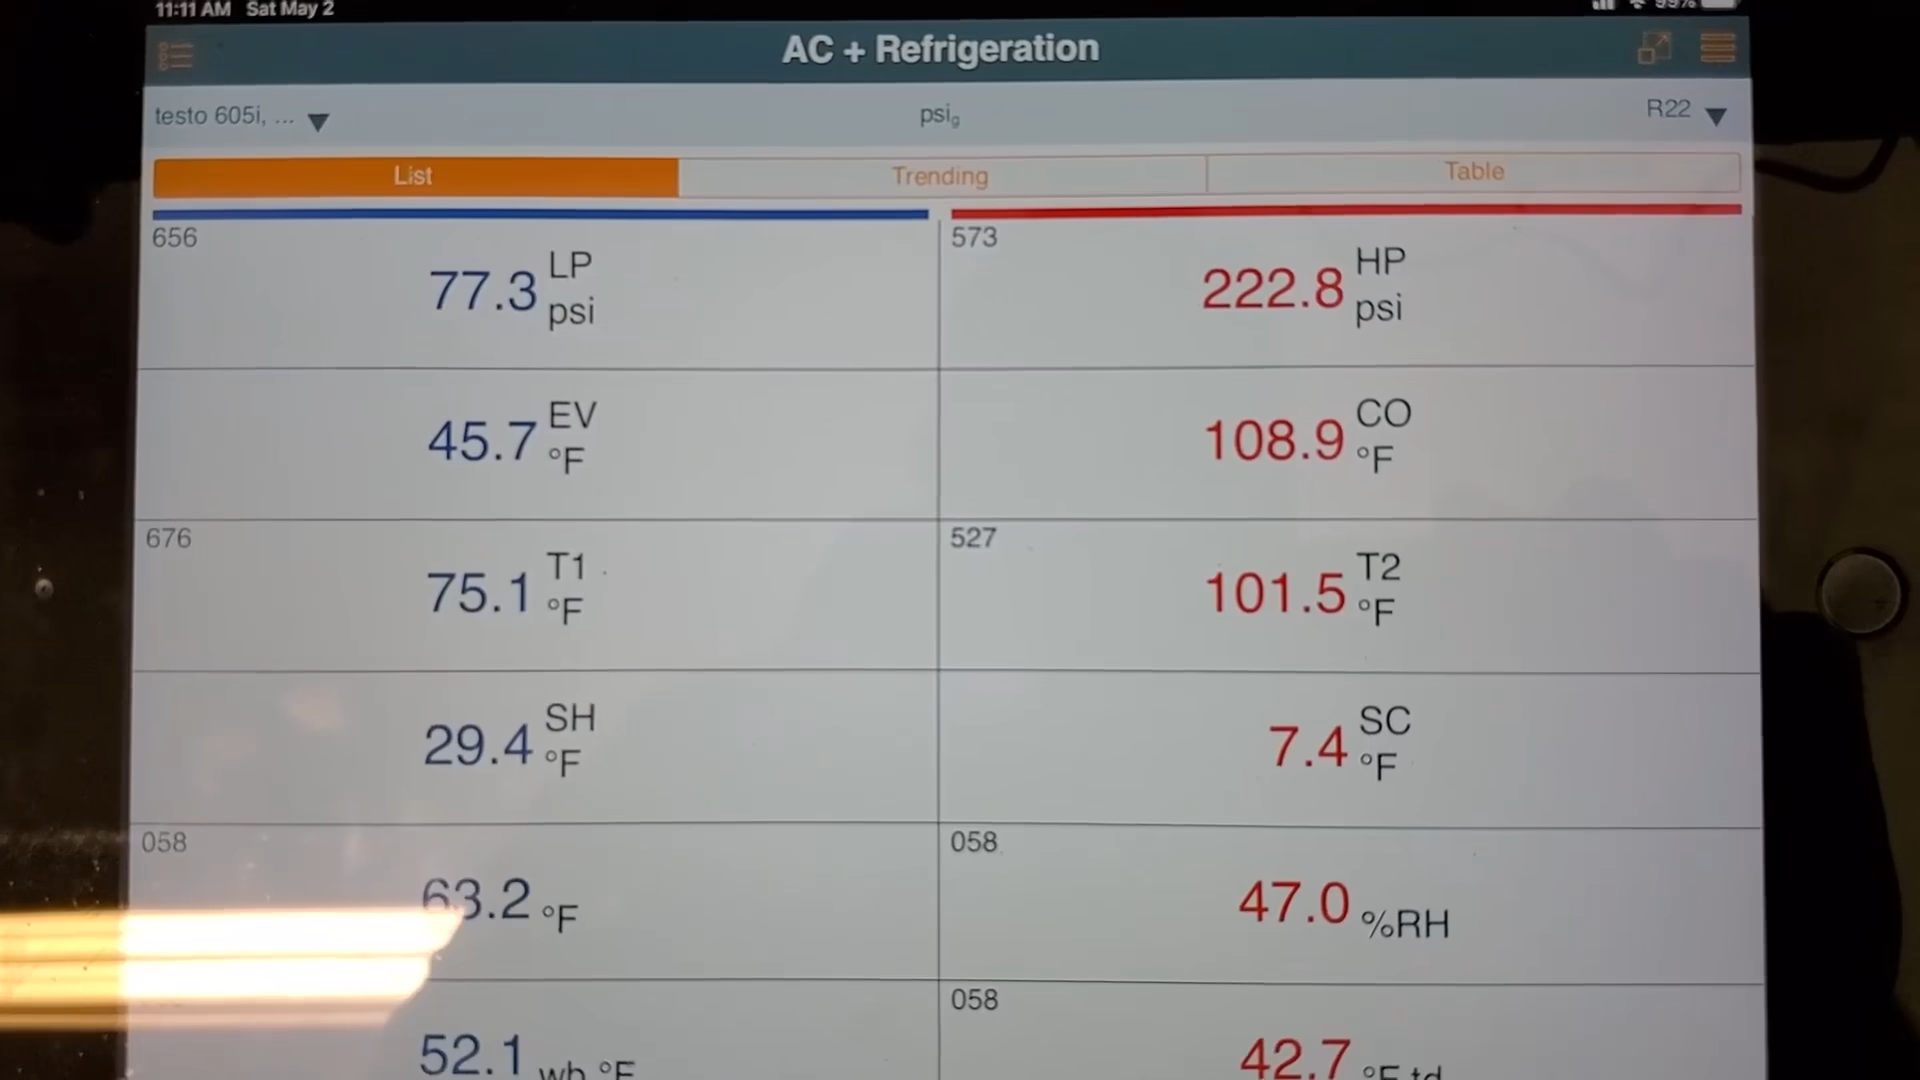 11:11 AM Sat May 2 99%
AC + Refrigeration
testo 605i, ... psig R22
List Trending Table
656 573
77.3 LP psi 222.8 HP psi
45.7 EV °F 108.9 CO °F
676 527
75.1 T1 °F 101.5 T2 °F
29.4 SH °F 7.4 SC °F
058 058
63.2 °F 47.0 %RH
058
52.1 wb °F 42.7 °F td